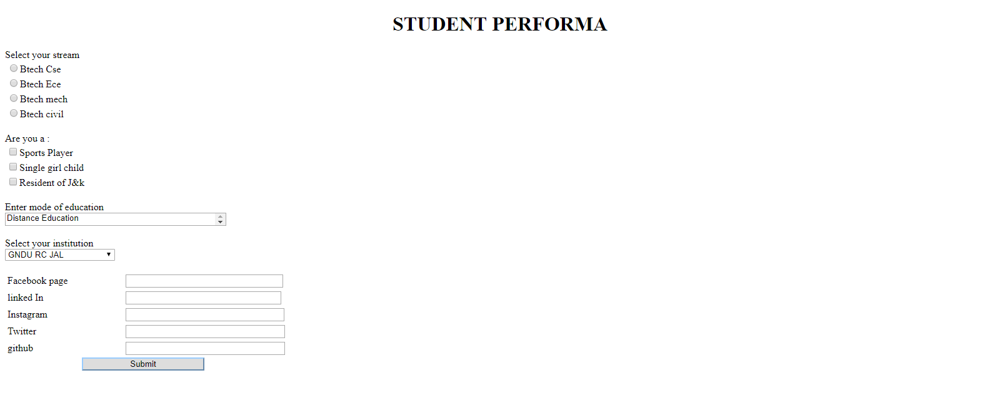 STUDENT PERFORMA
Select your stream
Btech Cse
Btech Ece
Btech mech
Btech civil
Are you a :
Sports Player
Single girl child
Resident of J&k
Enter mode of education
Distance Education
Select your institution
GNDU RC JAL
Facebook page
linked In
Instagram
Twitter
github
Submit